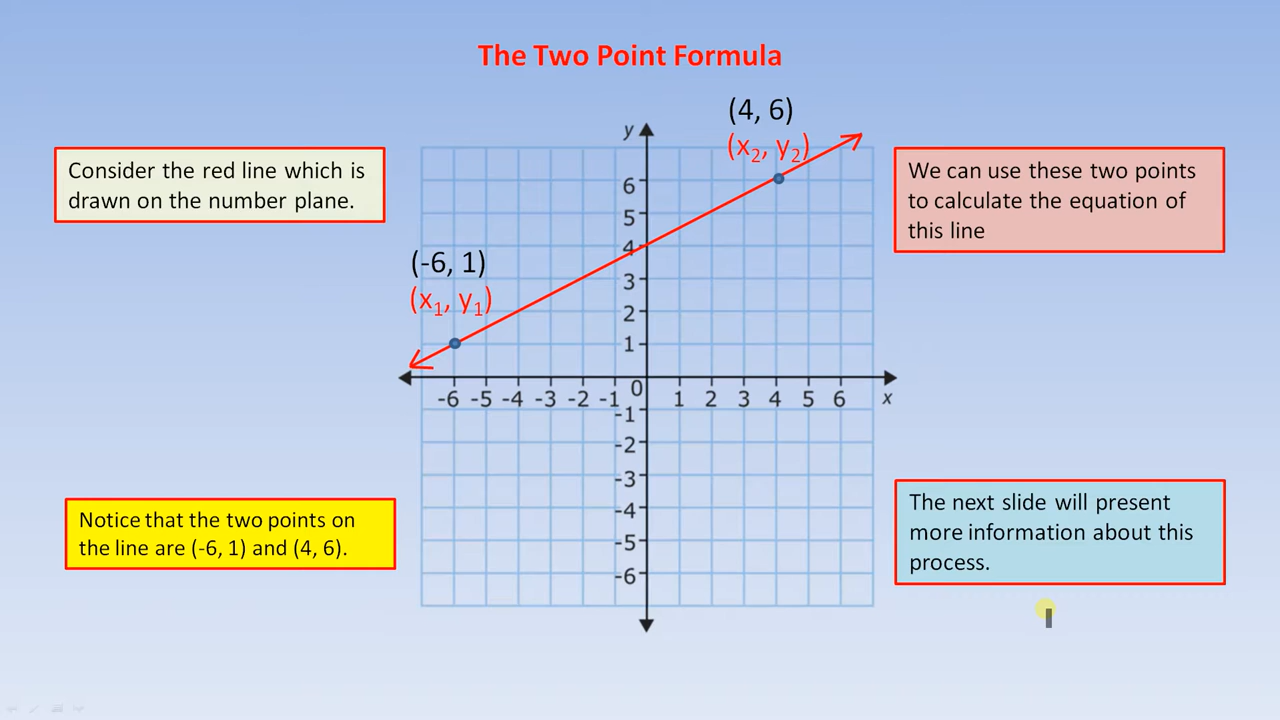 The Two Point Formula
Consider the red line which is
drawn on the number plane.
(4, 6)
(x₂, y₂)
We can use these two points
to calculate the equation of
this line
(-6, 1)
(x₁, y₁)
y
6
5
4
3
2
1
0
-6 -5 -4 -3 -2 -1 1 2 3 4 5 6 x
-1
-2
-3
-4
-5
-6
Notice that the two points on
the line are (-6, 1) and (4, 6).
The next slide will present
more information about this
process.